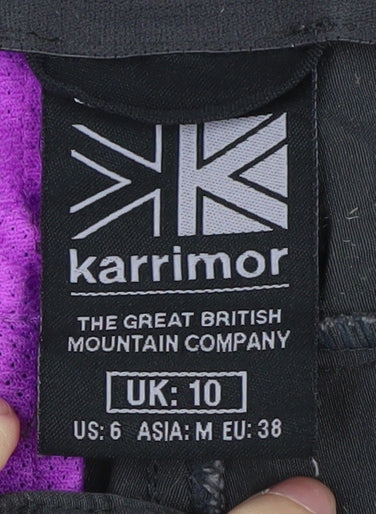 karrimor
THE GREAT BRITISH
MOUNTAIN COMPANY
UK: 10
US: 6 ASIA: M EU: 38